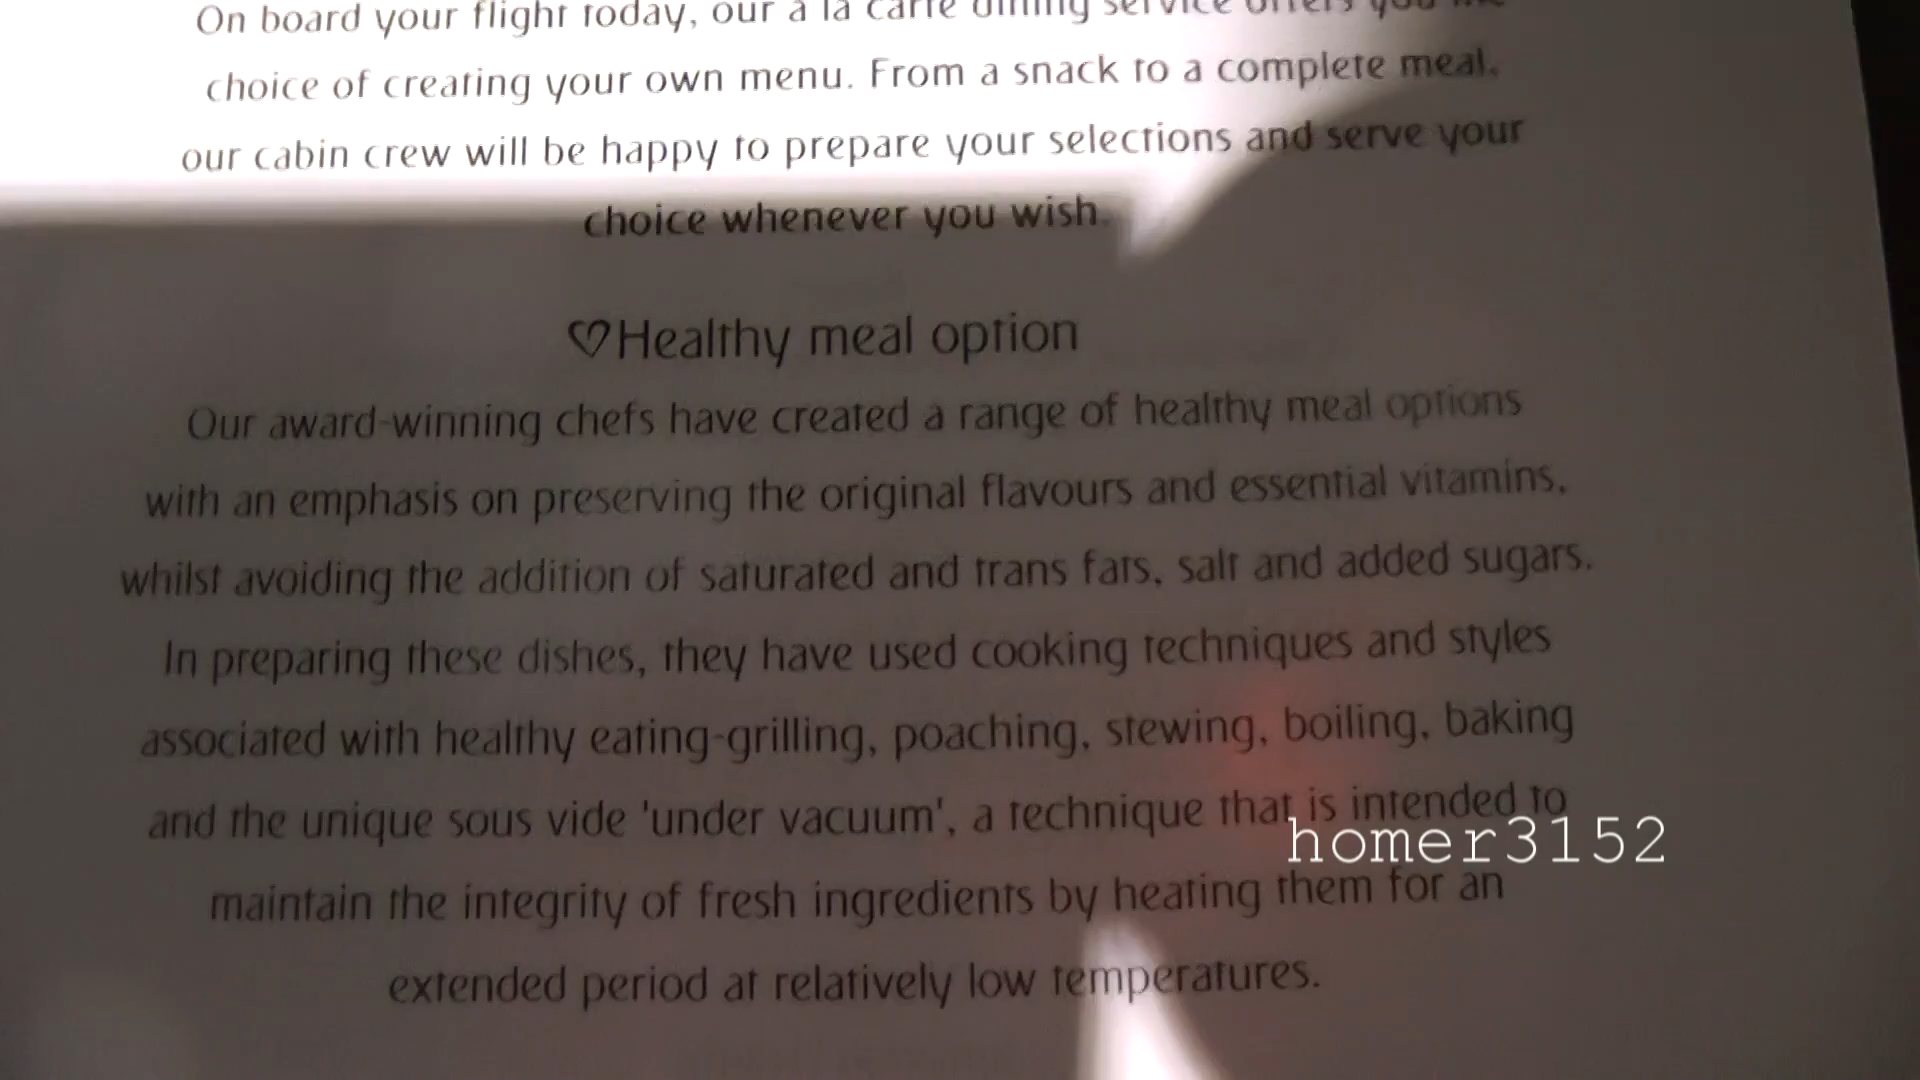 On board your flight today, our à la carte dining service offers you the
choice of creating your own menu. From a snack to a complete meal,
our cabin crew will be happy to prepare your selections and serve your
choice whenever you wish.
♡Healthy meal option
Our award-winning chefs have created a range of healthy meal options
with an emphasis on preserving the original flavours and essential vitamins,
whilst avoiding the addition of saturated and trans fats, salt and added sugars.
In preparing these dishes, they have used cooking techniques and styles
associated with healthy eating-grilling, poaching, stewing, boiling, baking
and the unique sous vide 'under vacuum', a technique that is intended to
homer3152
maintain the integrity of fresh ingredients by heating them for an
extended period at relatively low temperatures.